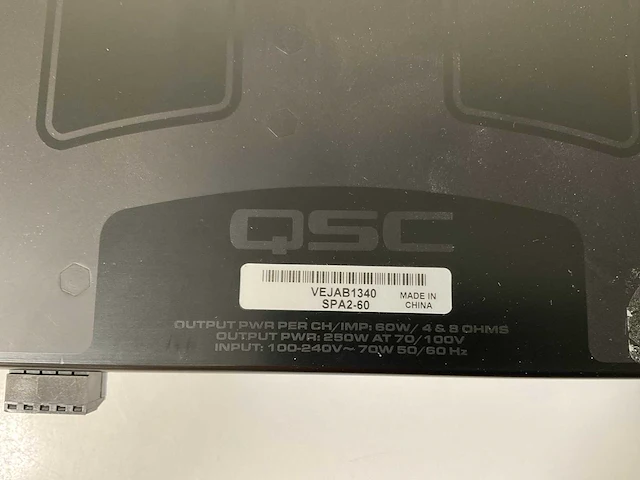 QSC
VEJAB1340
SPA2-60
MADE IN
CHINA
OUTPUT PWR PER CH/IMP: 60W/ 4 & 8 OHMS
OUTPUT PWR: 250W AT 70/100V
INPUT: 100-240V~ 70W 50/60 Hz